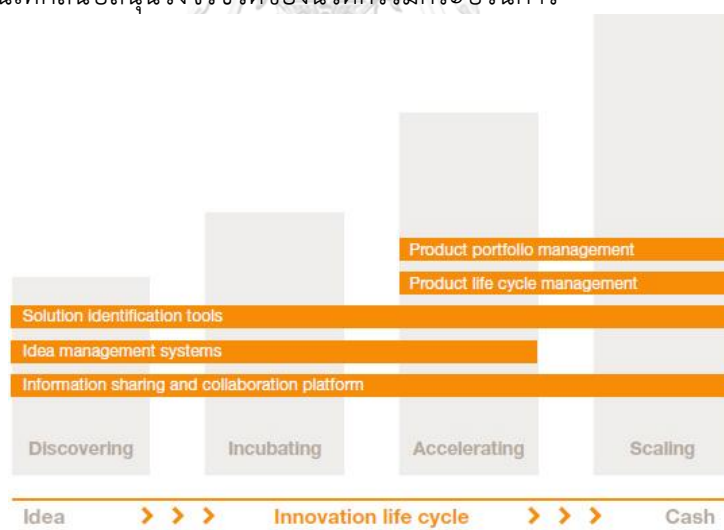 Product portfolio management
Product life cycle management
Solution identification tools
Idea management systems
Information sharing and collaboration platform
Discovering Incubating Accelerating Scaling
Idea > > > Innovation life cycle > > > Cash